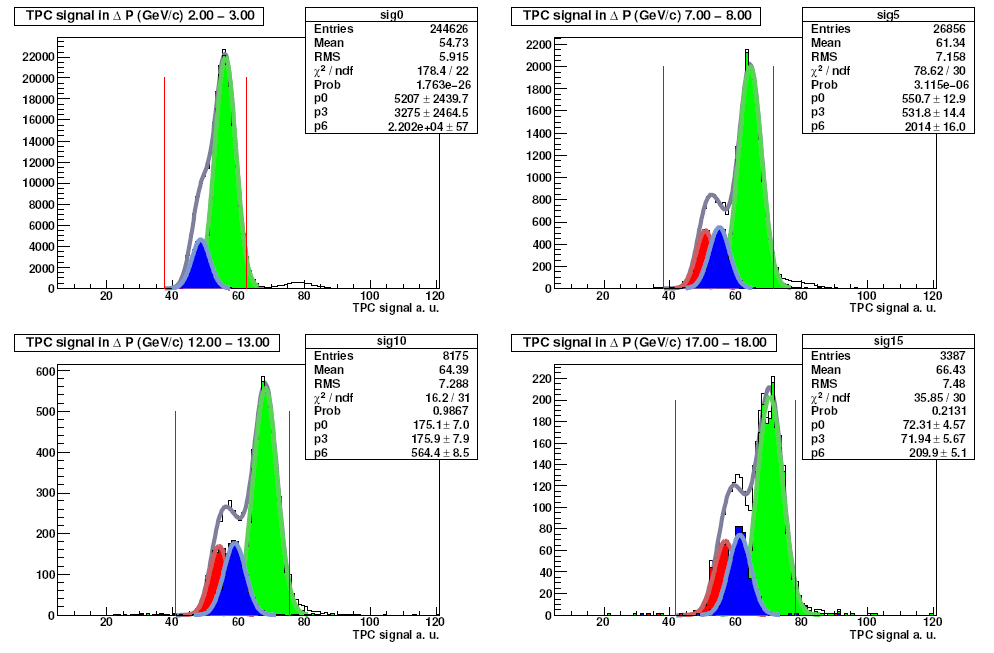 TPC signal in Δ P (GeV/c) 2.00 − 3.00
sig0
Entries 244626
Mean 54.73
RMS 5.915
χ² / ndf 178.4 / 22
Prob 1.763e−26
p0 5207 ± 2439.7
p3 3275 ± 2464.5
p6 2.202e+04 ± 57
22000
20000
18000
16000
14000
12000
10000
8000
6000
4000
2000
0
20 40 60 80 100 120
TPC signal a. u.
TPC signal in Δ P (GeV/c) 7.00 − 8.00
sig5
Entries 26856
Mean 61.34
RMS 7.158
χ² / ndf 78.62 / 30
Prob 3.115e−06
p0 550.7 ± 12.9
p3 531.8 ± 14.4
p6 2014 ± 16.0
2200
2000
1800
1600
1400
1200
1000
800
600
400
200
0
20 40 60 80 100 120
TPC signal a. u.
TPC signal in Δ P (GeV/c) 12.00 − 13.00
sig10
Entries 8175
Mean 64.39
RMS 7.288
χ² / ndf 16.2 / 31
Prob 0.9867
p0 175.1 ± 7.0
p3 175.9 ± 7.9
p6 564.4 ± 8.5
600
500
400
300
200
100
0
20 40 60 80 100 120
TPC signal a. u.
TPC signal in Δ P (GeV/c) 17.00 − 18.00
sig15
Entries 3387
Mean 66.43
RMS 7.48
χ² / ndf 35.85 / 30
Prob 0.2131
p0 72.31 ± 4.57
p3 71.94 ± 5.67
p6 209.9 ± 5.1
220
200
180
160
140
120
100
80
60
40
20
0
20 40 60 80 100 120
TPC signal a. u.